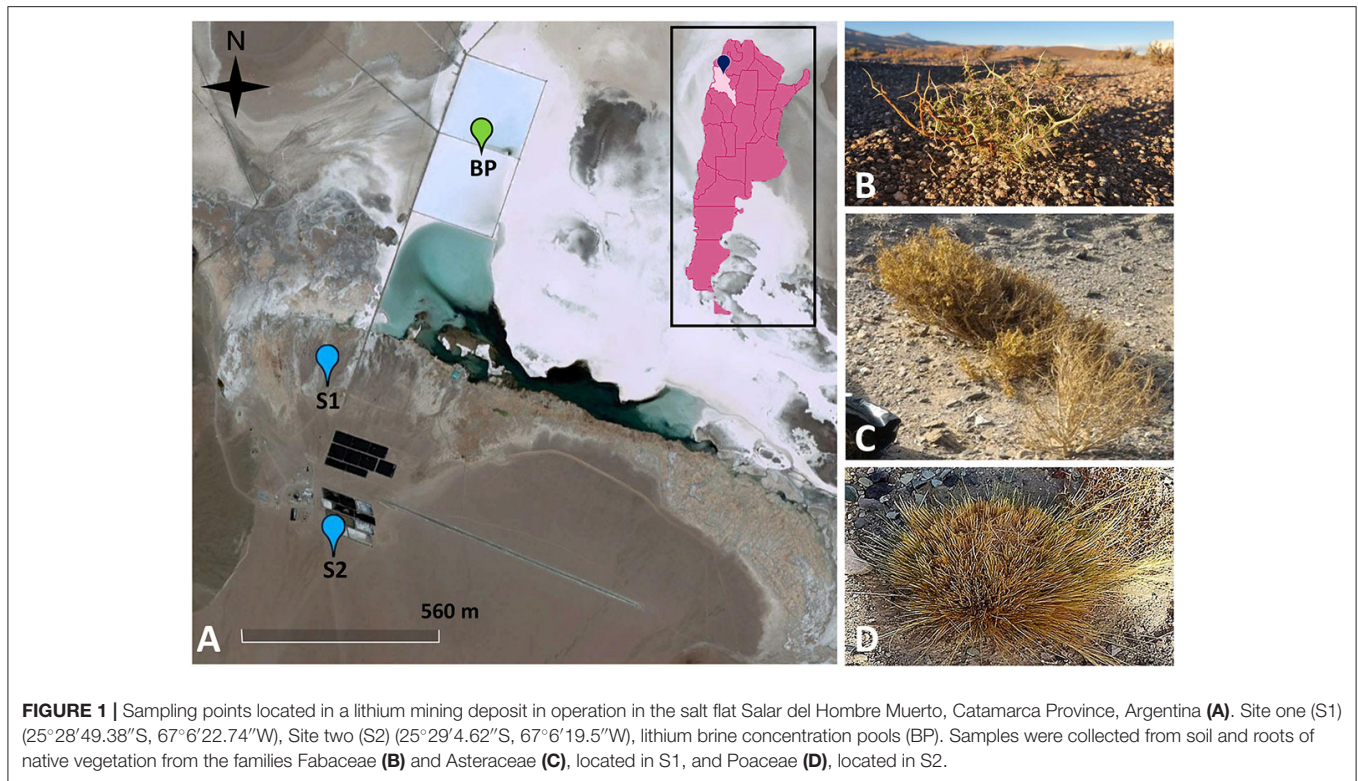 N
BP
S1
S2
560 m
A
B
C
D
FIGURE 1 | Sampling points located in a lithium mining deposit in operation in the salt flat Salar del Hombre Muerto, Catamarca Province, Argentina (A). Site one (S1)
(25°28′49.38″S, 67°6′22.74″W), Site two (S2) (25°29′4.62″S, 67°6′19.5″W), lithium brine concentration pools (BP). Samples were collected from soil and roots of
native vegetation from the families Fabaceae (B) and Asteraceae (C), located in S1, and Poaceae (D), located in S2.